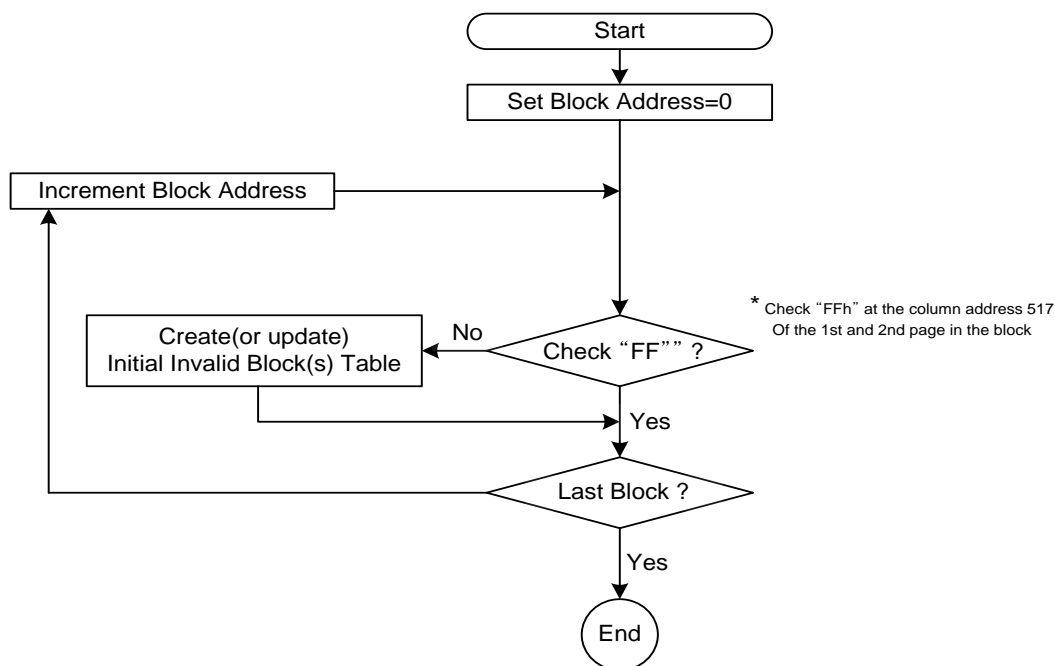 Start
Set Block Address=0
Increment Block Address
* Check “FFh” at the column address 517
Of the 1st and 2nd page in the block
Create(or update)
Initial Invalid Block(s) Table
No
Check “FF”” ?
Yes
Last Block ?
Yes
End